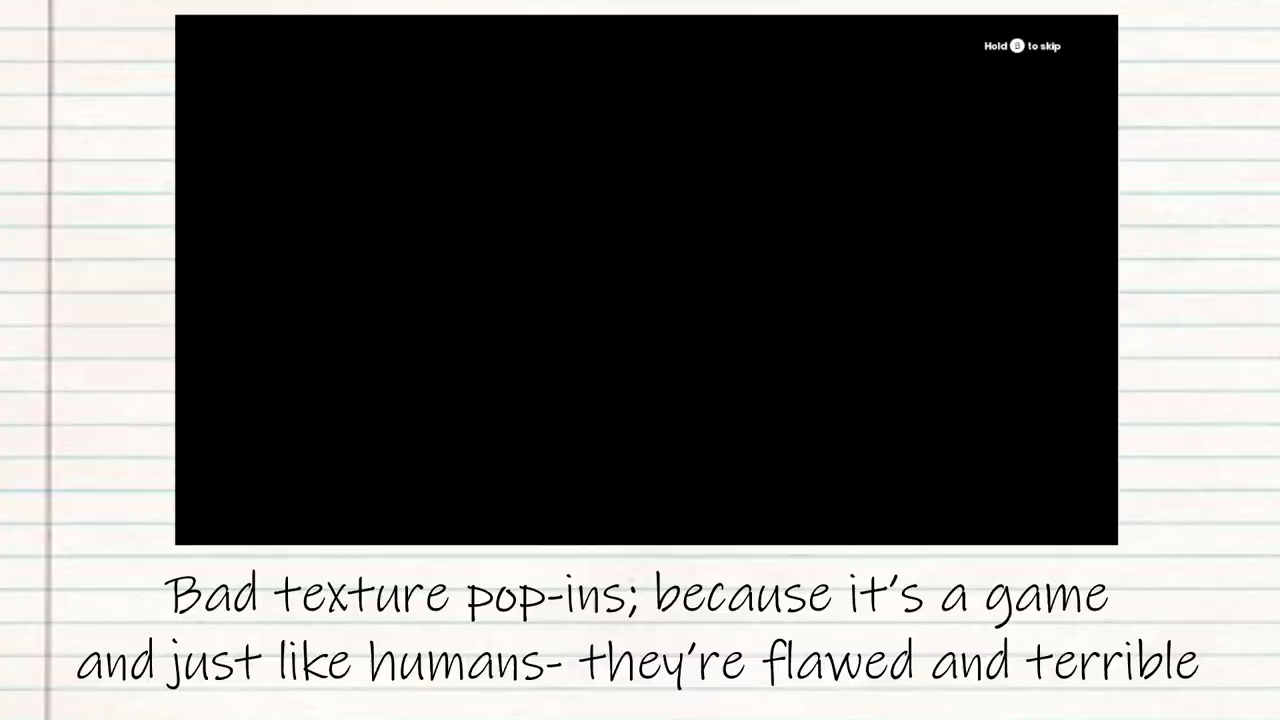 Hold B to skip
Bad texture pop-ins; because it's a game
and just like humans- they're flawed and terrible